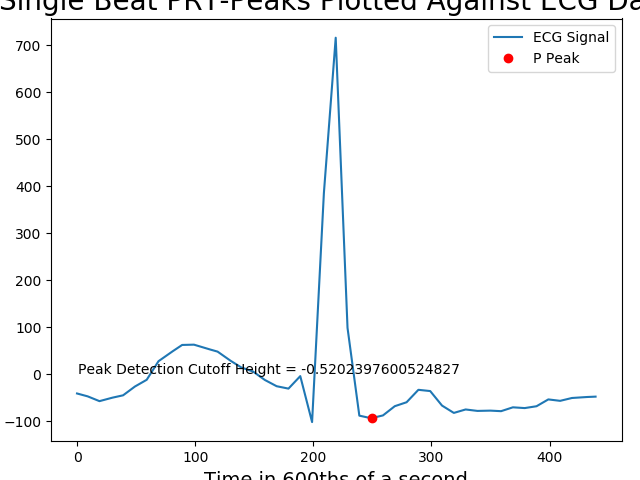 Single Beat PRT-Peaks Plotted Against ECG Da
ECG Signal
P Peak
700
600
500
400
300
200
100
0
−100
Peak Detection Cutoff Height = -0.5202397600524827
0 100 200 300 400
Time in 600ths of a second